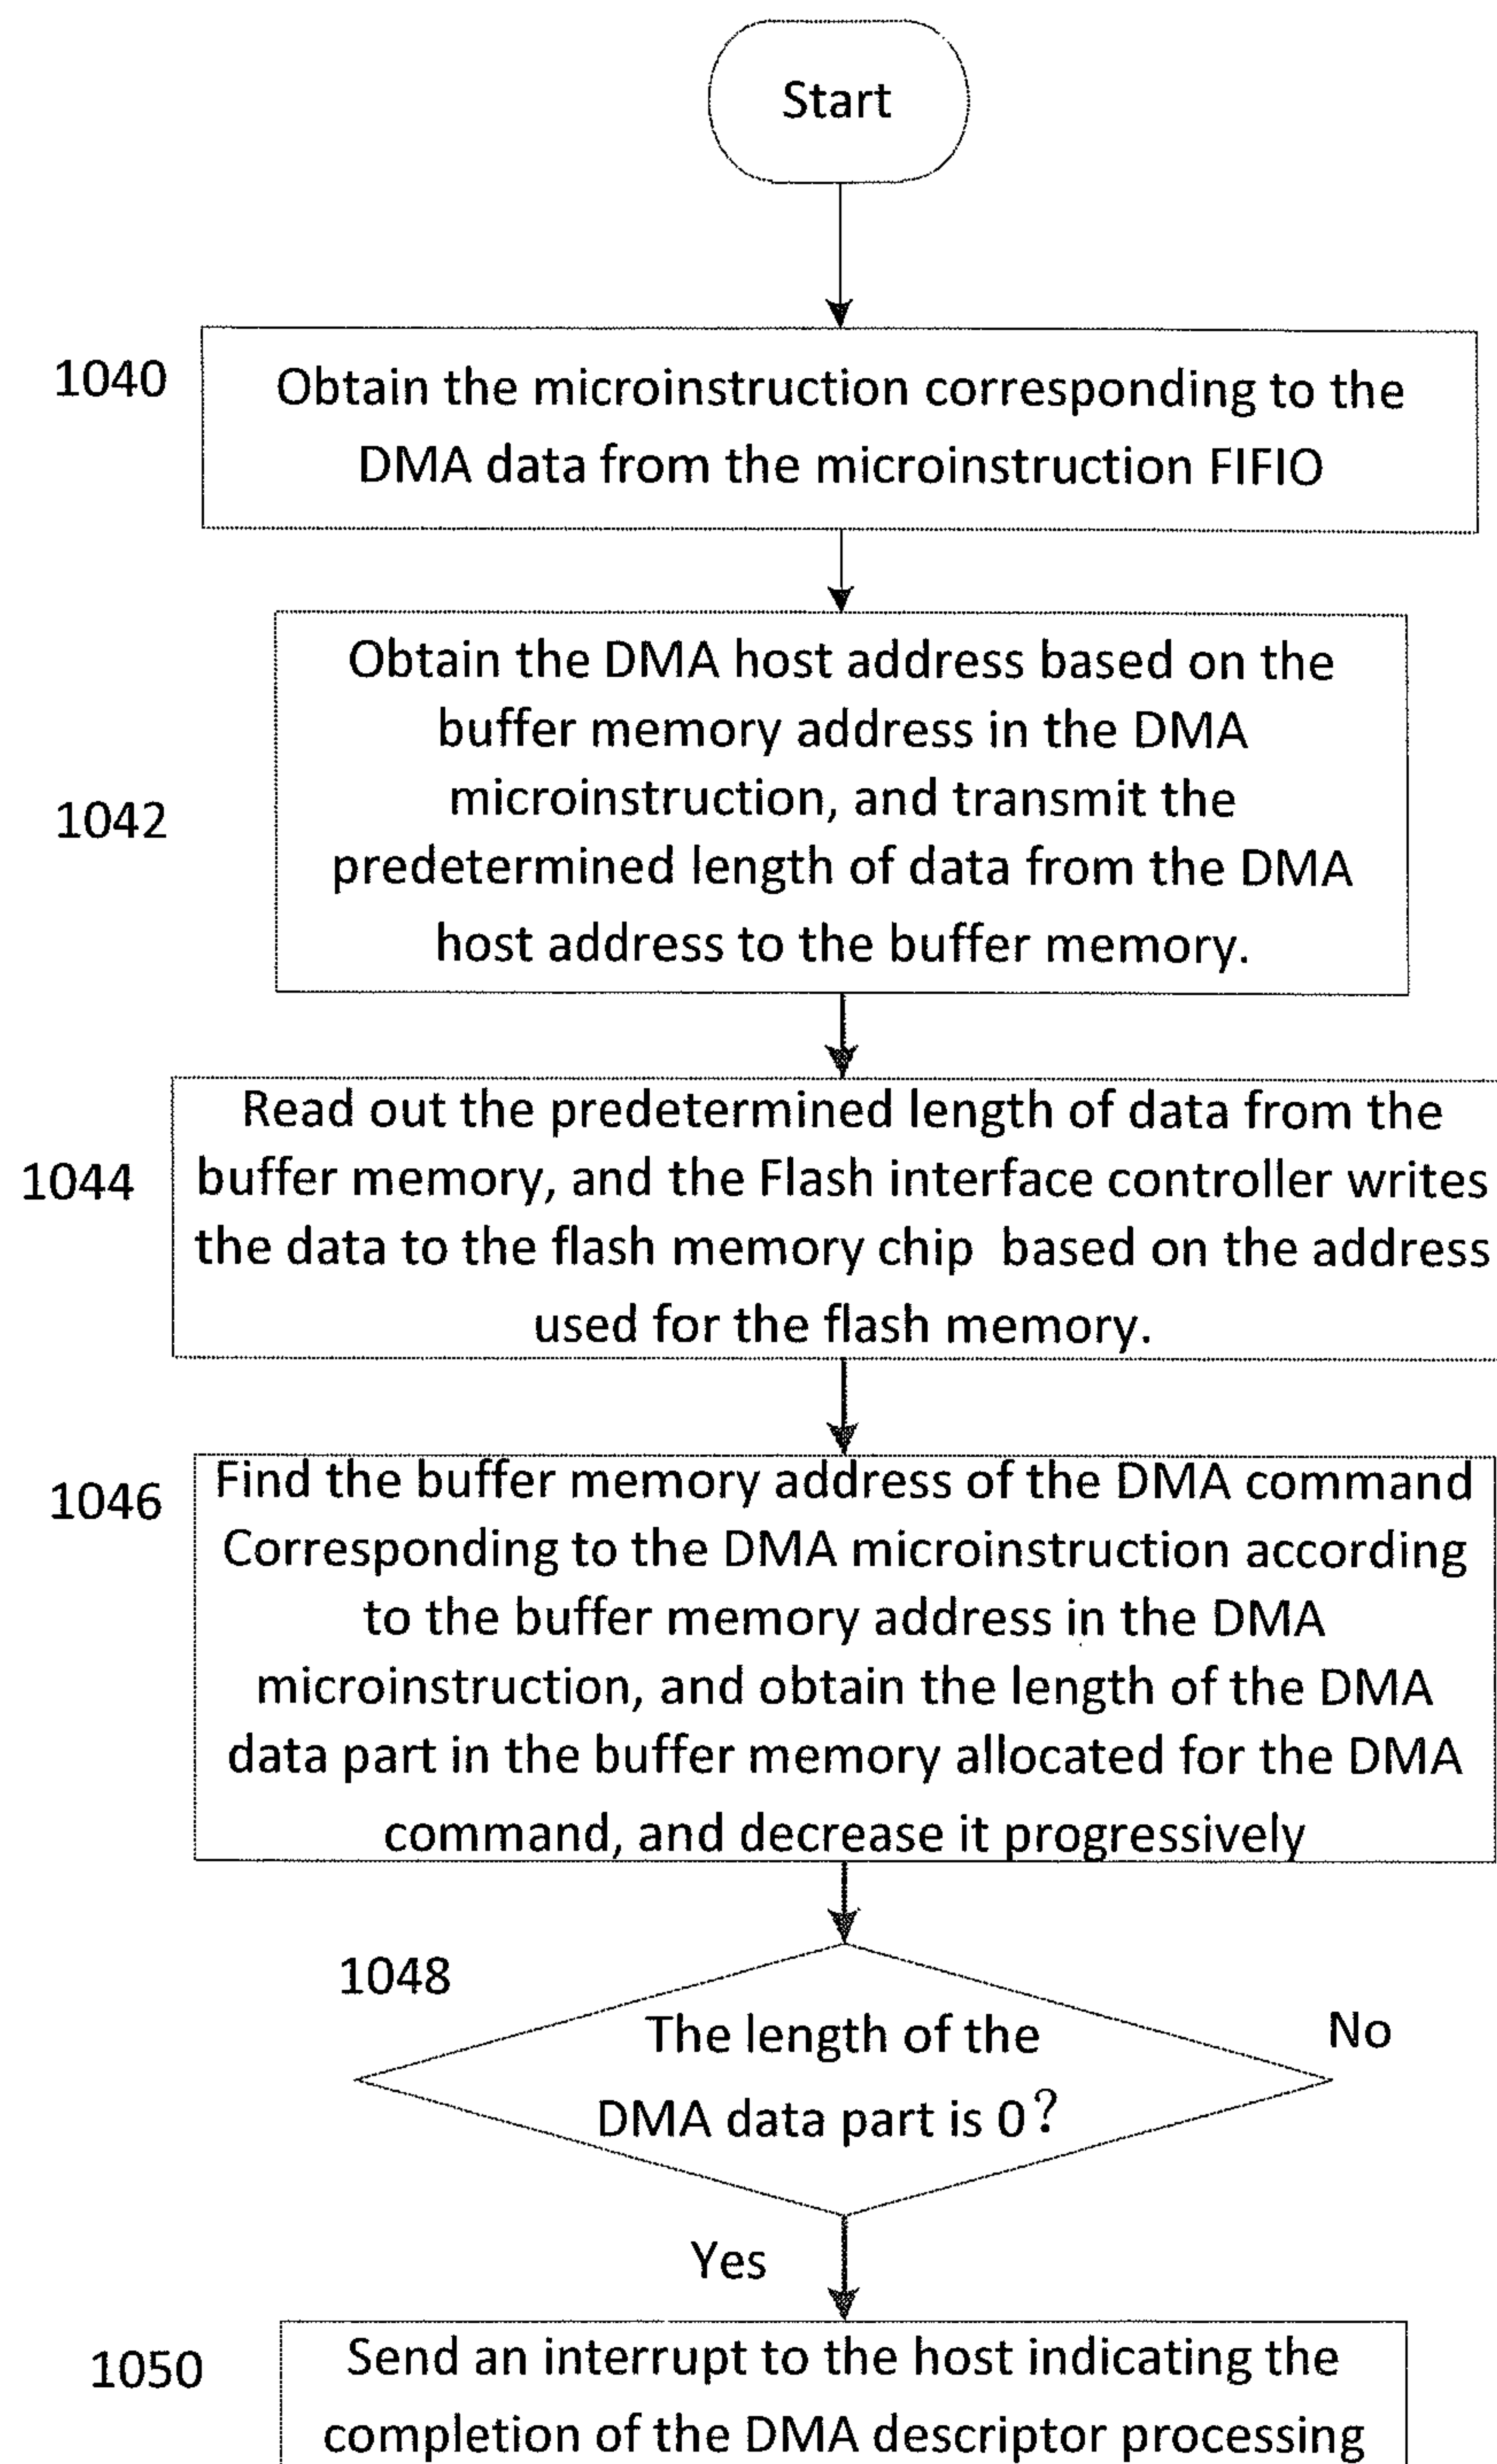 Start
1040
Obtain the microinstruction corresponding to the
DMA data from the microinstruction FIFIO
Obtain the DMA host address based on the
buffer memory address in the DMA
1042
microinstruction, and transmit the
predetermined length of data from the DMA
host address to the buffer memory.
Read out the predetermined length of data from the
1044
buffer memory, and the Flash interface controller writes
the data to the flash memory chip based on the address
used for the flash memory.
1046
Find the buffer memory address of the DMA command
Corresponding to the DMA microinstruction according
to the buffer memory address in the DMA
microinstruction, and obtain the length of the DMA
data part in the buffer memory allocated for the DMA
command, and decrease it progressively
1048
The length of the
DMA data part is 0?
No
Yes
1050
Send an interrupt to the host indicating the
completion of the DMA descriptor processing